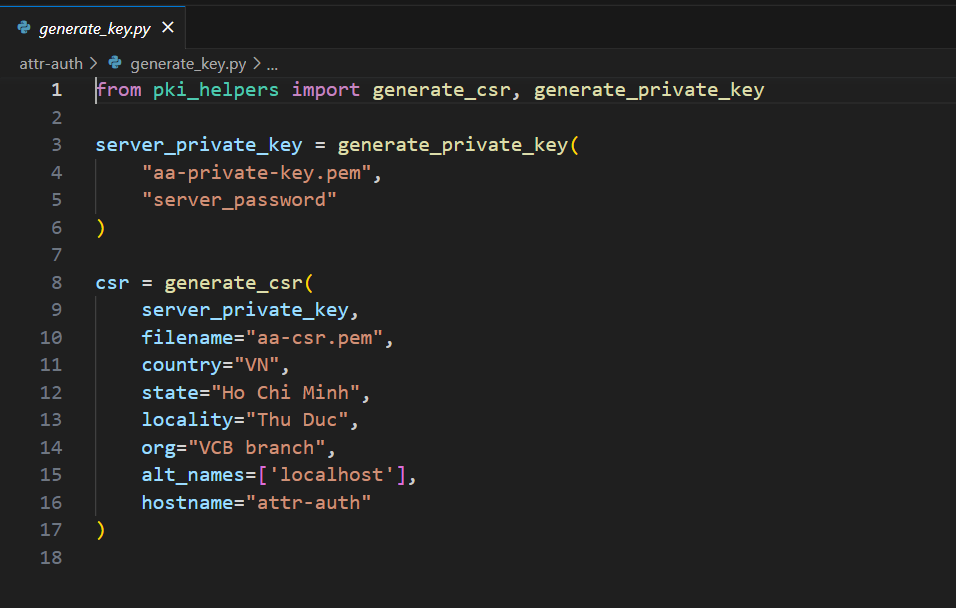 generate_key.py ×
attr-auth > generate_key.py > ...
1 from pki_helpers import generate_csr, generate_private_key
2
3 server_private_key = generate_private_key(
4     "aa-private-key.pem",
5     "server_password"
6 )
7
8 csr = generate_csr(
9     server_private_key,
10     filename="aa-csr.pem",
11     country="VN",
12     state="Ho Chi Minh",
13     locality="Thu Duc",
14     org="VCB branch",
15     alt_names=['localhost'],
16     hostname="attr-auth"
17 )
18